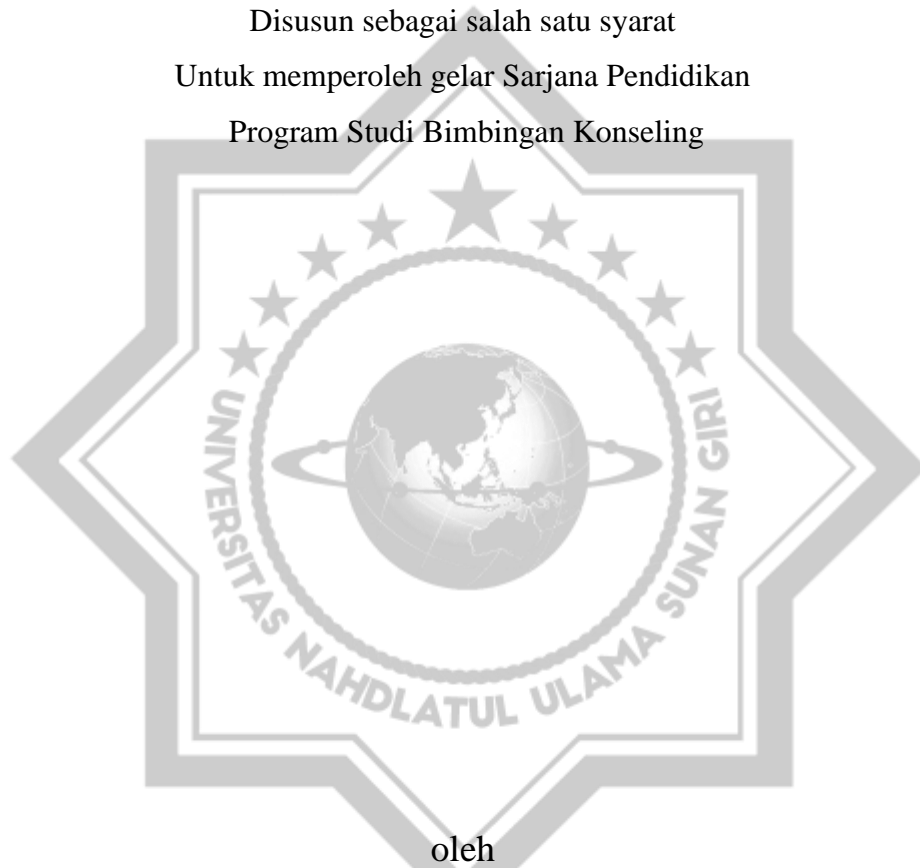 Disusun sebagai salah satu syarat
Untuk memperoleh gelar Sarjana Pendidikan
Program Studi Bimbingan Konseling
UNIVERSITAS NAHDLATUL ULAMA SUNAN GIRI
oleh